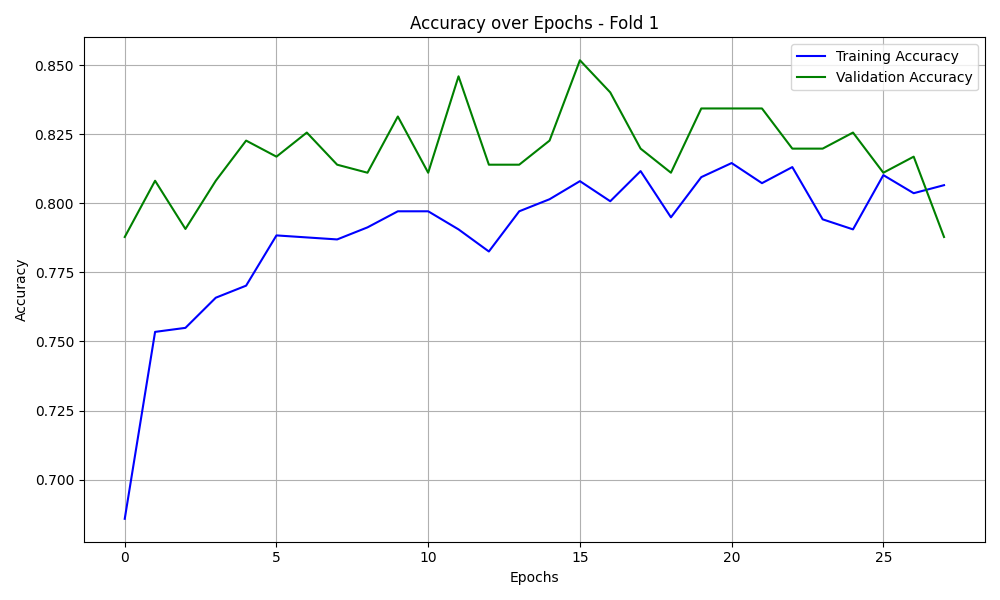 Accuracy over Epochs - Fold 1
Training Accuracy
Validation Accuracy
0.850
0.825
0.800
0.775
0.750
0.725
0.700
Accuracy
0 5 10 15 20 25
Epochs